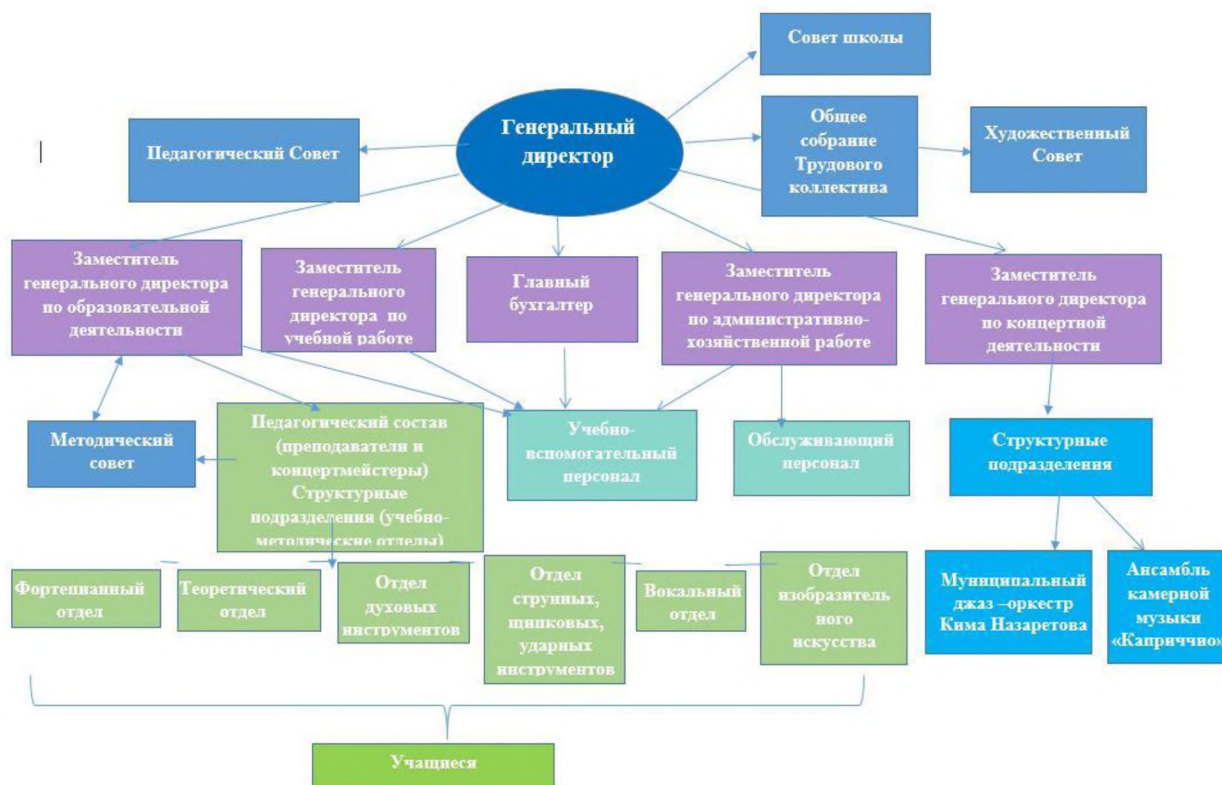 Совет школы
Генеральный
директор
Педагогический Совет
Общее
собрание
Трудового
коллектива
Художественный
Совет
Заместитель
генерального директора
по образовательной
деятельности
Заместитель
генерального
директора по
учебной работе
Главный
бухгалтер
Заместитель
генерального директора
по административно-
хозяйственной работе
Заместитель
генерального директора
по концертной
деятельности
Методический
совет
Педагогический состав
(преподаватели и
концертмейстеры)
Структурные
подразделения (учебно-
методические отделы)
Учебно-
вспомогательный
персонал
Обслуживающий
персонал
Структурные
подразделения
Фортепианный
отдел
Теоретический
отдел
Отдел
духовых
инструментов
Отдел
струнных,
щипковых,
ударных
инструментов
Вокальный
отдел
Отдел
изобразитель
ного
искусства
Муниципальный
джаз –оркестр
Кима Назаретова
Ансамбль
камерной
музыки
«Каприччио»
Учащиеся